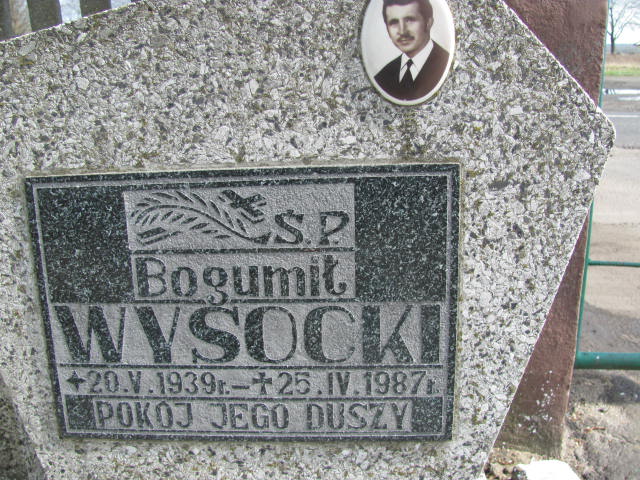 Ś.P.
Bogumił
WYSOCKI
20.V.1939r.-✝25.IV.1987r.
POKÓJ JEGO DUSZY